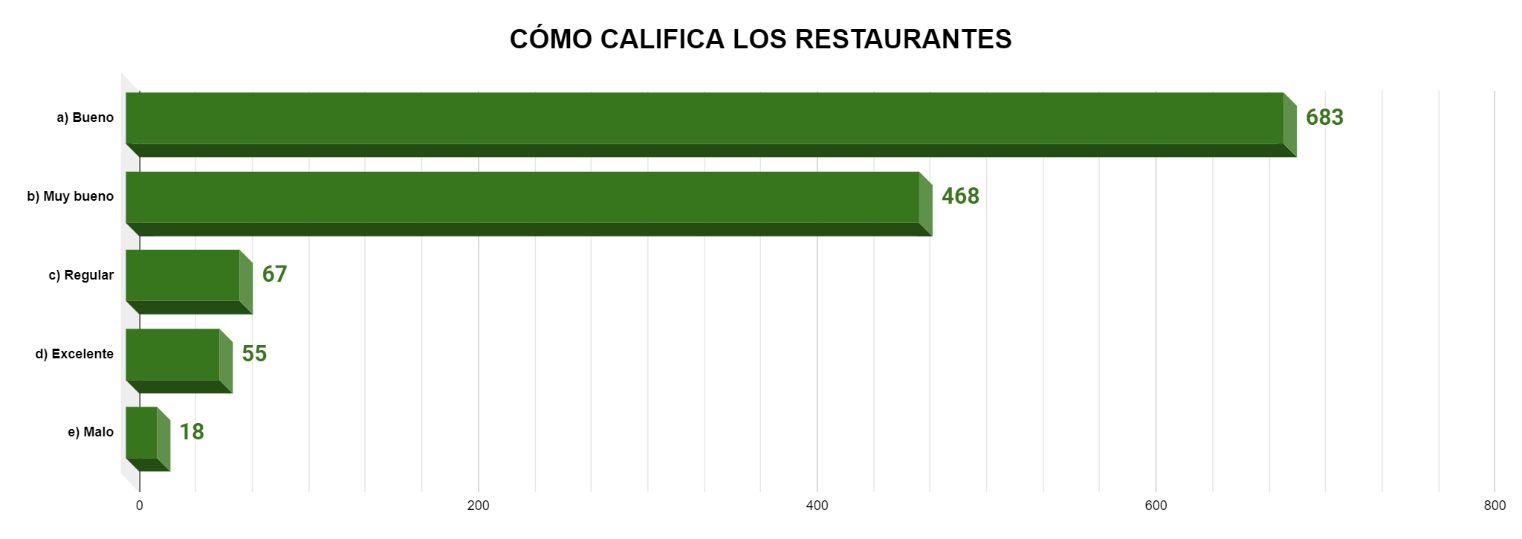 CÓMO CALIFICA LOS RESTAURANTES
a) Bueno
683
b) Muy bueno
468
c) Regular
67
d) Excelente
55
e) Malo
18
0
200
400
600
800